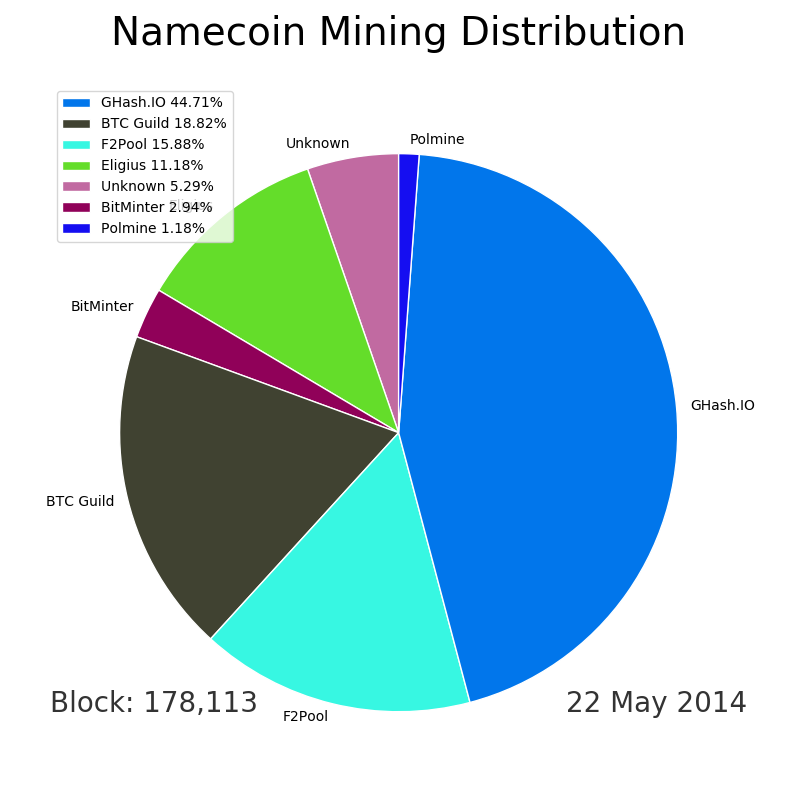 Namecoin Mining Distribution
GHash.IO 44.71%
BTC Guild 18.82%
F2Pool 15.88%
Eligius 11.18%
Unknown 5.29%
BitMinter 2.94%
Polmine 1.18%
Unknown
Polmine
BitMinter
GHash.IO
BTC Guild
F2Pool
Block: 178,113
22 May 2014